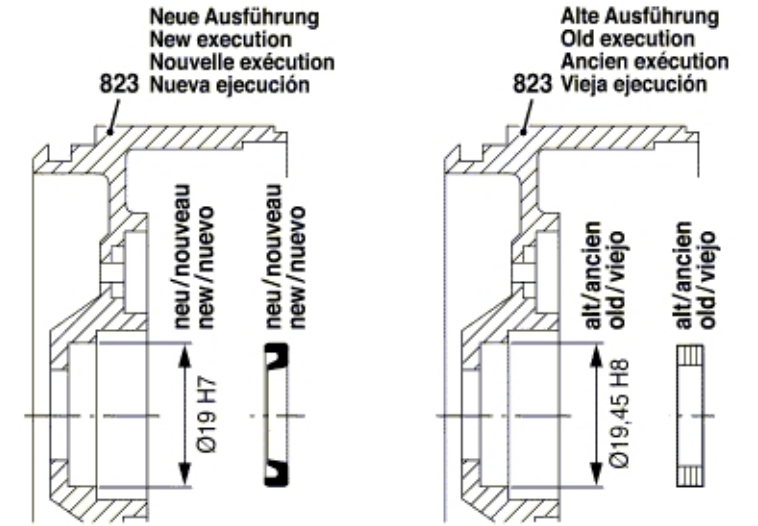 Neue Ausführung
New execution
Nouvelle exécution
823 Nueva ejecución
neu/nouveau
new/nuevo
neu/nouveau
new/nuevo
Ø19 H7
Alte Ausführung
Old execution
Ancien exécution
823 Vieja ejecución
alt/ancien
old/viejo
alt/ancien
old/viejo
Ø19,45 H8